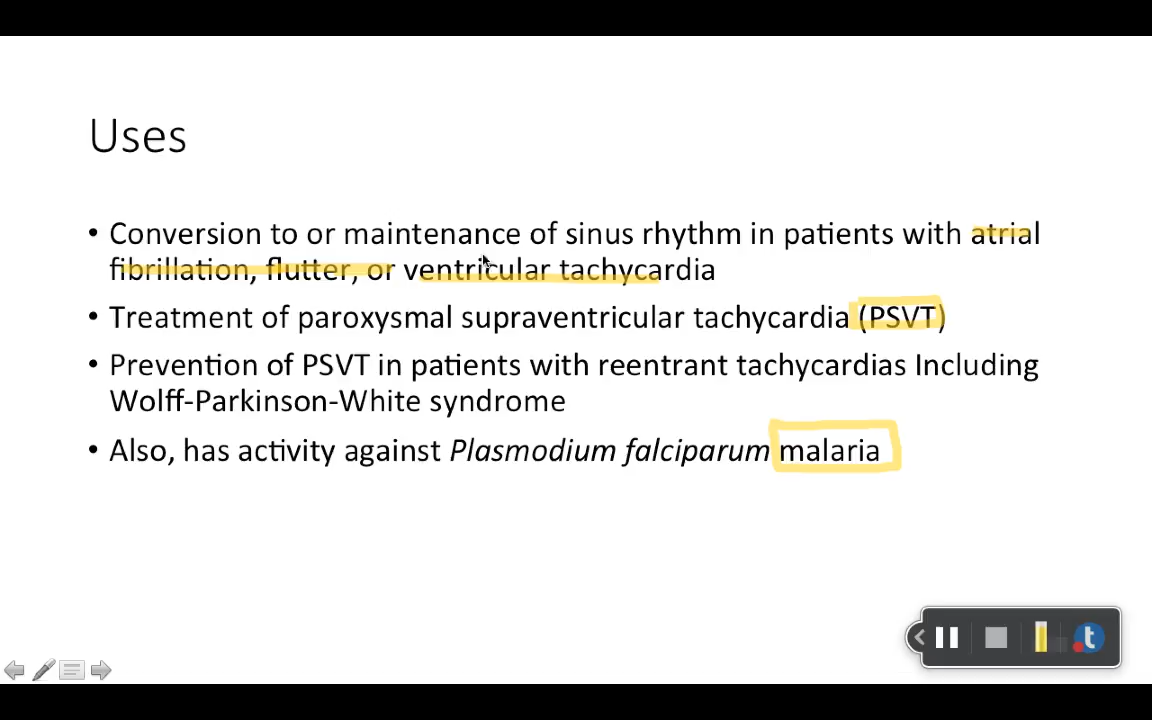 Uses
• Conversion to or maintenance of sinus rhythm in patients with atrial
fibrillation, flutter, or ventricular tachycardia
• Treatment of paroxysmal supraventricular tachycardia (PSVT)
• Prevention of PSVT in patients with reentrant tachycardias Including
Wolff-Parkinson-White syndrome
• Also, has activity against Plasmodium falciparum malaria
t